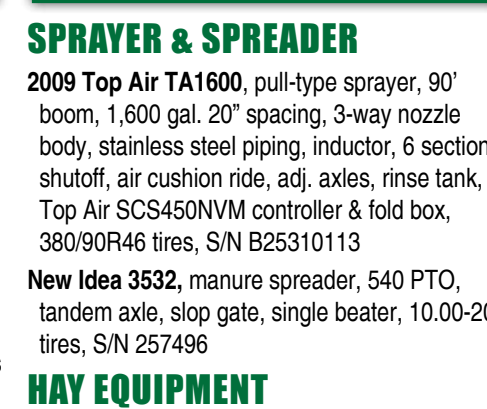 SPRAYER & SPREADER
2009 Top Air TA1600, pull-type sprayer, 90'
boom, 1,600 gal. 20" spacing, 3-way nozzle
body, stainless steel piping, inductor, 6 section
shutoff, air cushion ride, adj. axles, rinse tank,
Top Air SCS450NVM controller & fold box,
380/90R46 tires, S/N B25310113
New Idea 3532, manure spreader, 540 PTO,
tandem axle, slop gate, single beater, 10.00-20
tires, S/N 257496
HAY EQUIPMENT